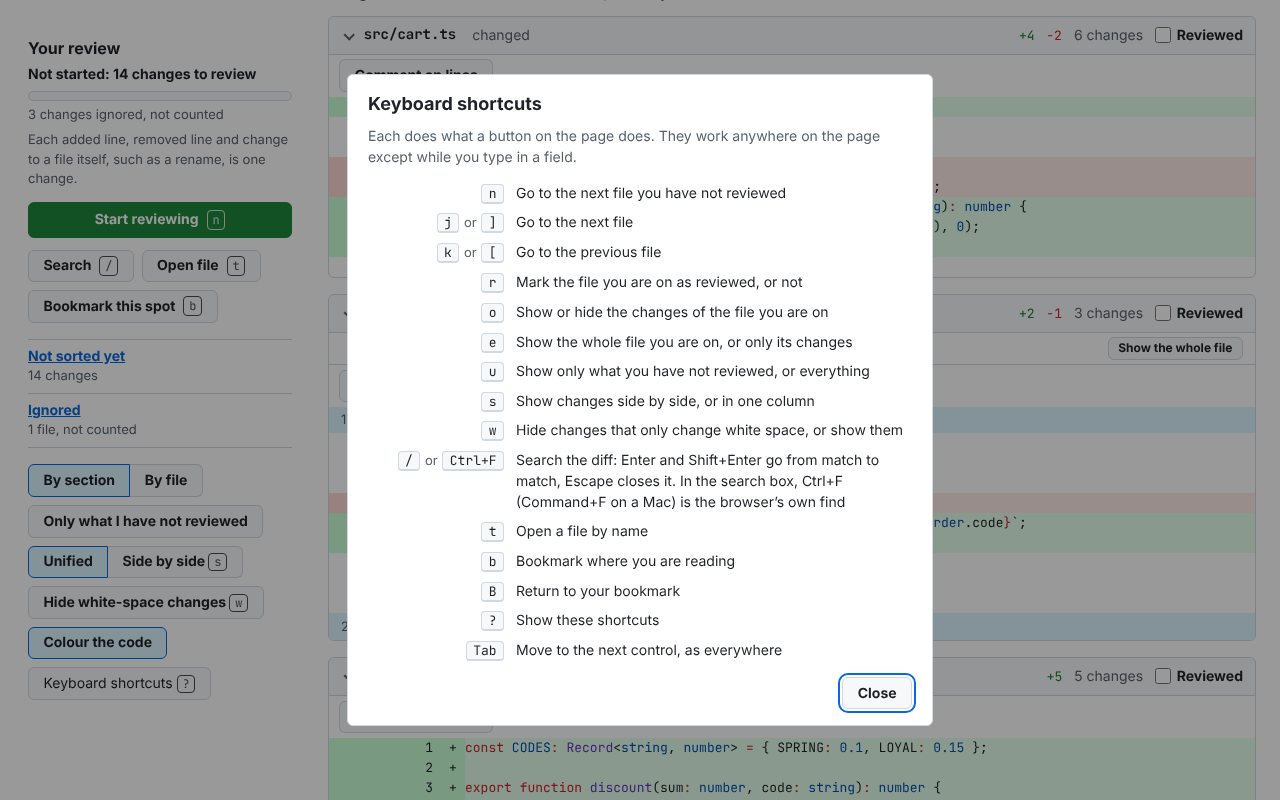 Your review
Not started: 14 changes to review
3 changes ignored, not counted
Each added line, removed line and change
to a file itself, such as a rename, is one
change.
Start reviewing n
Search / Open file t
Bookmark this spot b
Not sorted yet
14 changes
Ignored
1 file, not counted
By section By file
Only what I have not reviewed
Unified Side by side s
Hide white-space changes w
Colour the code
Keyboard shortcuts ?
src/cart.ts changed +4 -2 6 changes Reviewed
Keyboard shortcuts
Each does what a button on the page does. They work anywhere on the page
except while you type in a field.
n Go to the next file you have not reviewed
j or ] Go to the next file
k or [ Go to the previous file
r Mark the file you are on as reviewed, or not
o Show or hide the changes of the file you are on
e Show the whole file you are on, or only its changes
u Show only what you have not reviewed, or everything
s Show changes side by side, or in one column
w Hide changes that only change white space, or show them
/ or Ctrl+F Search the diff: Enter and Shift+Enter go from match to
match, Escape closes it. In the search box, Ctrl+F
(Command+F on a Mac) is the browser’s own find
t Open a file by name
b Bookmark where you are reading
B Return to your bookmark
? Show these shortcuts
Tab Move to the next control, as everywhere
Close
;
): number {
), 0);
+2 -1 3 changes Reviewed
Show the whole file
rder.code}`;
+5 5 changes Reviewed
1 + const CODES: Record<string, number> = { SPRING: 0.1, LOYAL: 0.15 };
2 +
3 + export function discount(sum: number, code: string): number {